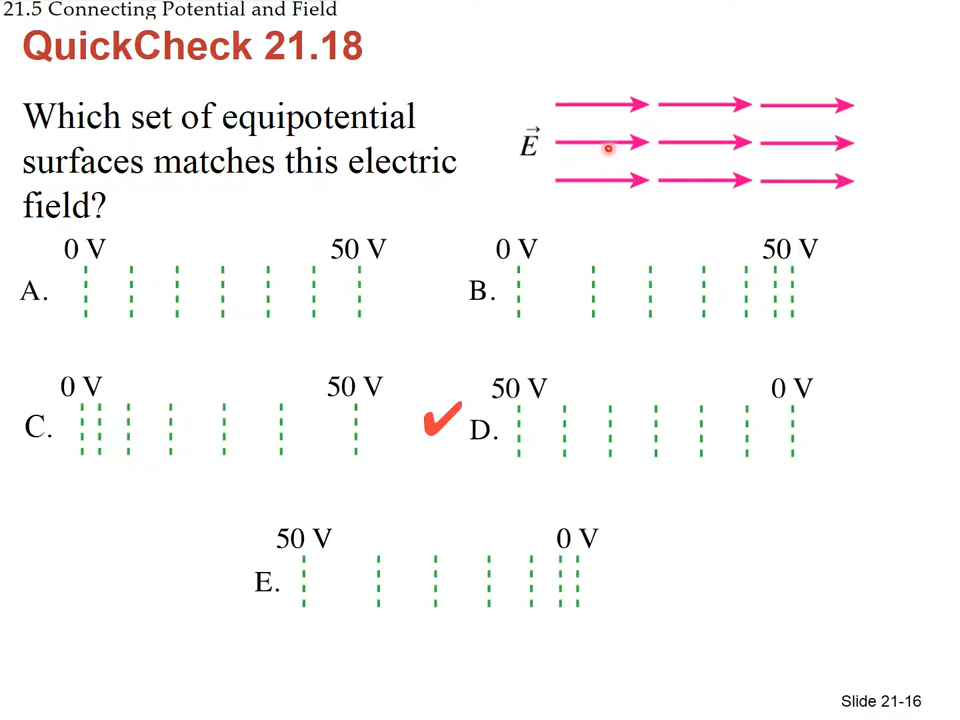 21.5 Connecting Potential and Field
QuickCheck 21.18
Which set of equipotential
surfaces matches this electric
field?
E
0 V 50 V
A.
0 V 50 V
B.
0 V 50 V
C.
50 V 0 V
✔ D.
50 V 0 V
E.
Slide 21-16